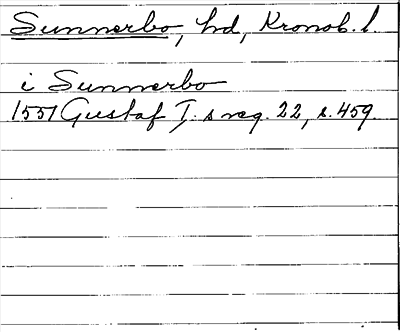 Sunnerbo, hd, Kronob. l.
i Sunnerbo
1551 Gustaf I:s reg. 22, s. 459